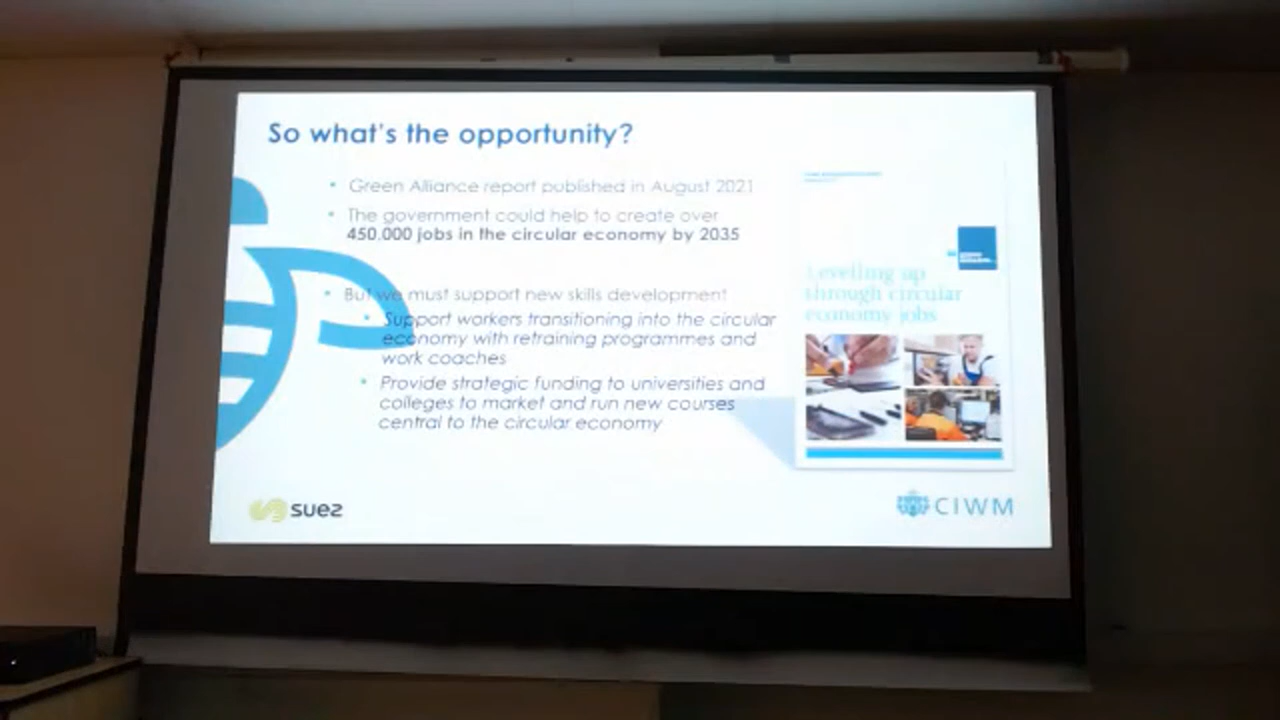 So what's the opportunity?
• Green Alliance report published in August 2021
• The government could help to create over
450,000 jobs in the circular economy by 2035
• But we must support new skills development
• Support workers transitioning into the circular
economy with retraining programmes and
work coaches
• Provide strategic funding to universities and
colleges to market and run new courses
central to the circular economy
Levelling up
through circular
economy jobs
suez
CIWM